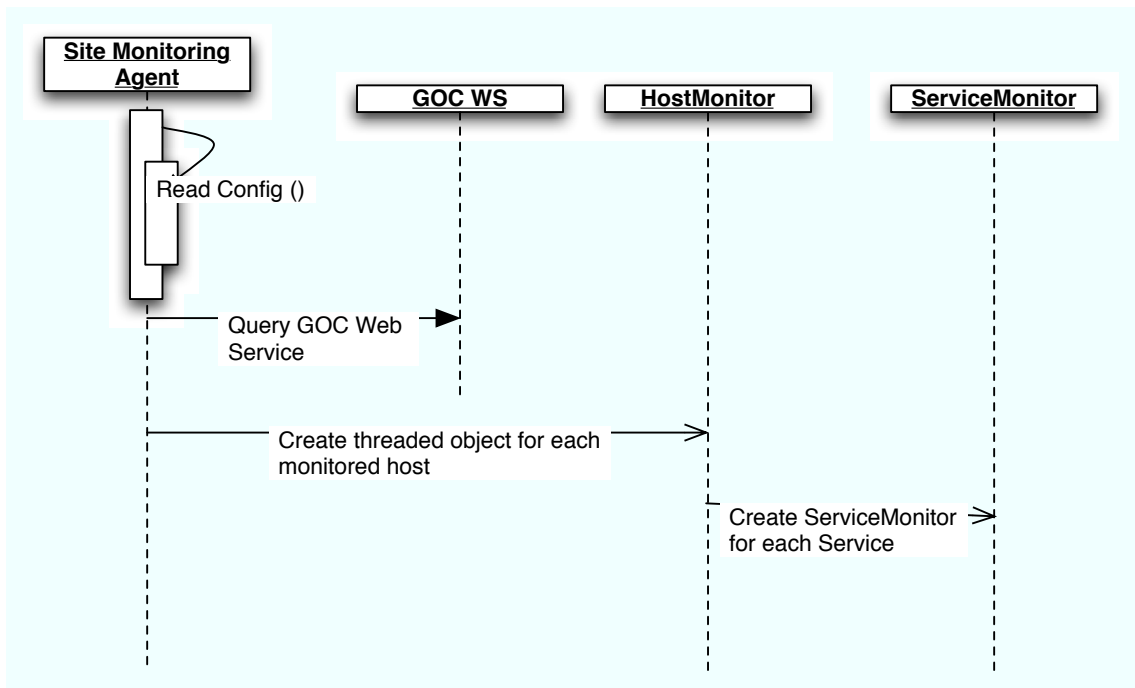 Site Monitoring
Agent
GOC WS
HostMonitor
ServiceMonitor
Read Config ()
Query GOC Web
Service
Create threaded object for each
monitored host
Create ServiceMonitor
for each Service